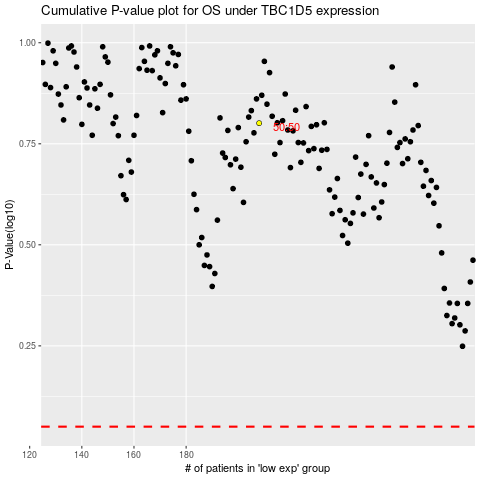 Cumulative P-value plot for OS under TBC1D5 expression
P-Value(log10)
1.00
0.75
0.50
0.25
50:50
120 140 160 180
# of patients in 'low exp' group